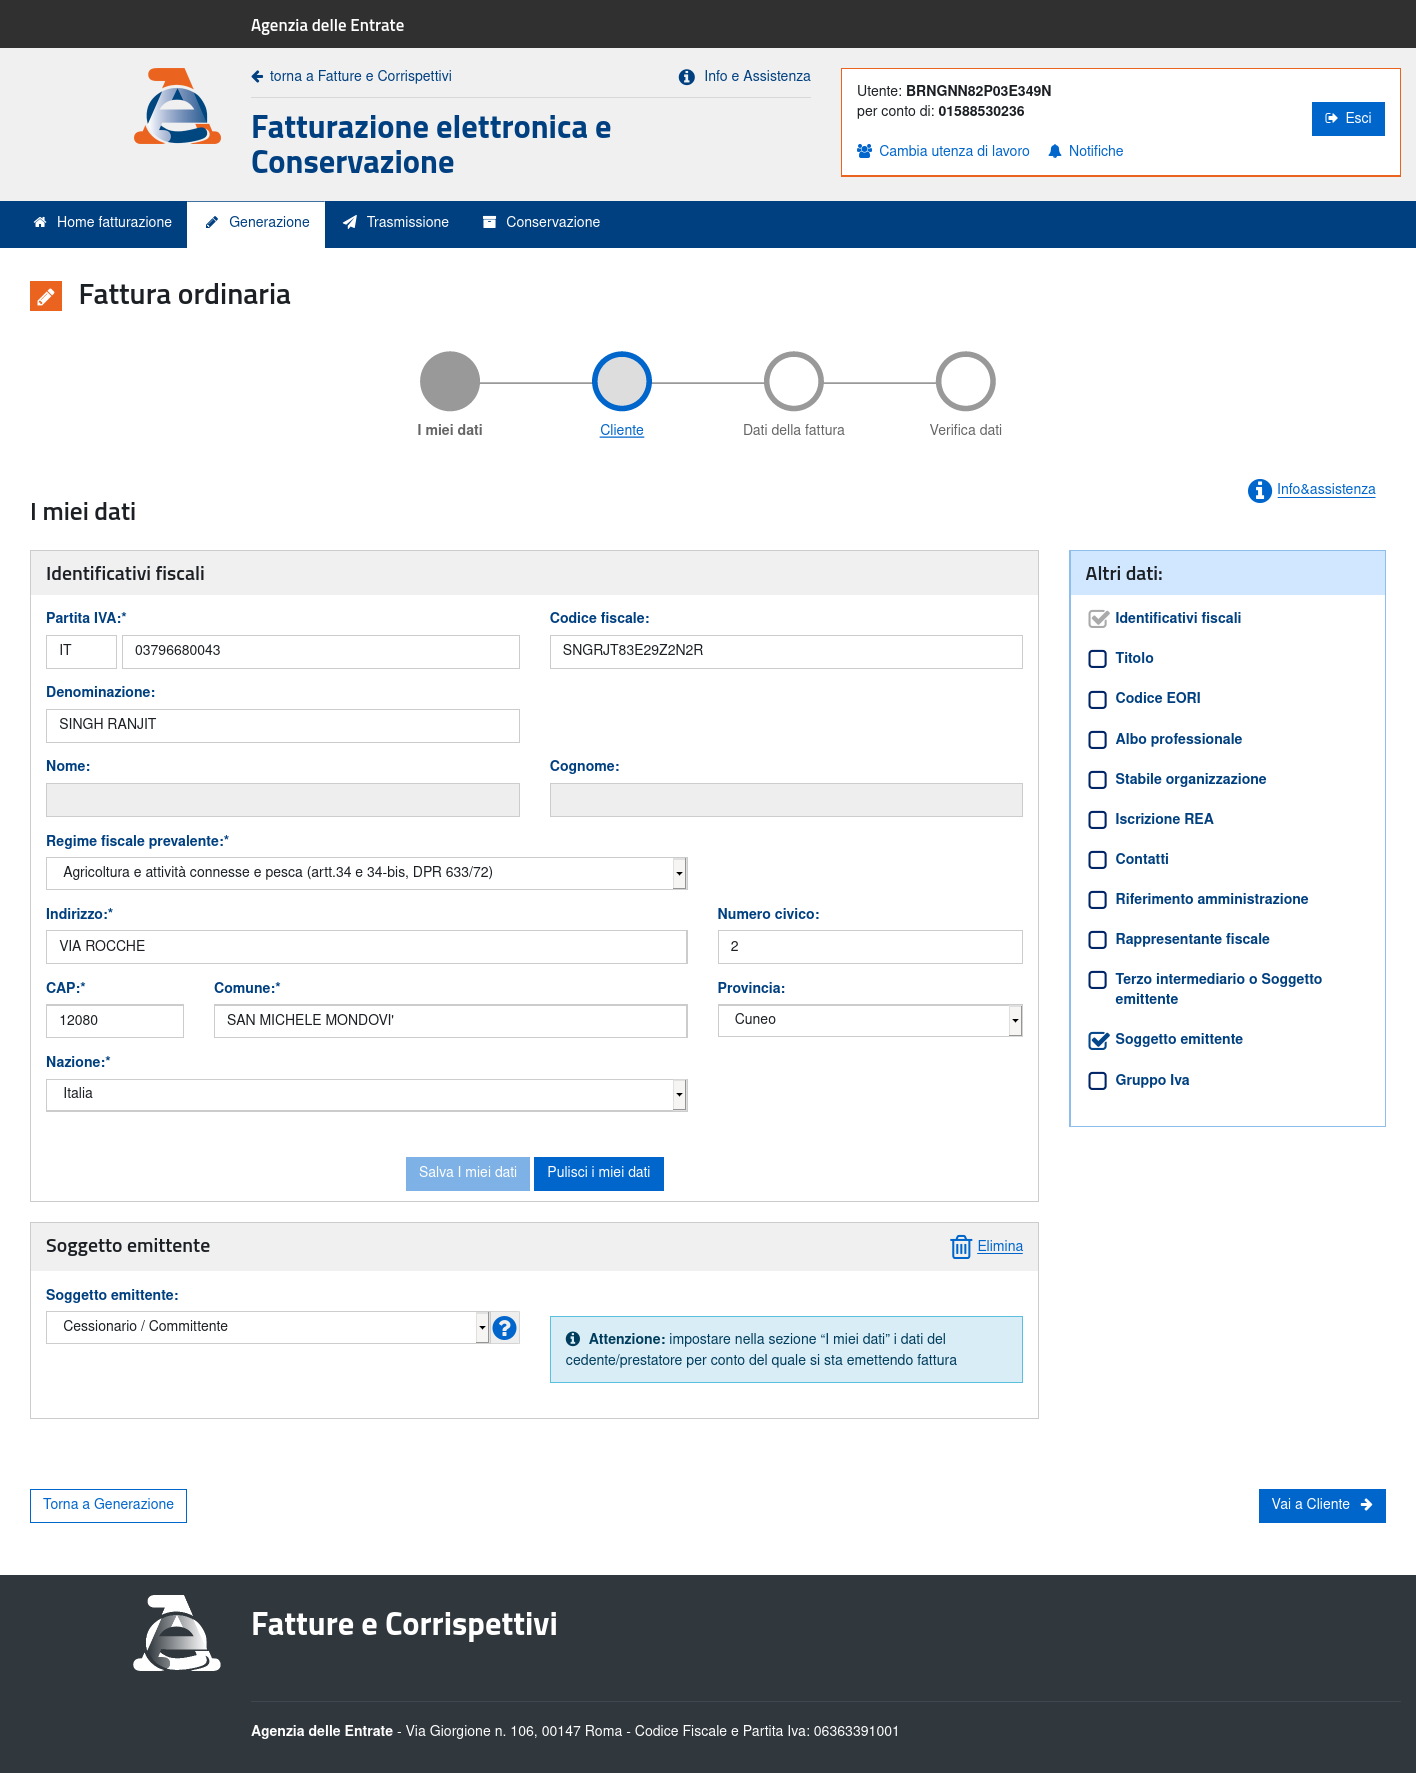 Agenzia delle Entrate
torna a Fatture e Corrispettivi
Info e Assistenza
Fatturazione elettronica e
Conservazione
Utente: BRNGNN82P03E349N
per conto di: 01588530236
Esci
Cambia utenza di lavoro
Notifiche
Home fatturazione
Generazione
Trasmissione
Conservazione
Fattura ordinaria
I miei dati
Cliente
Dati della fattura
Verifica dati
Info&assistenza
I miei dati
Identificativi fiscali
Partita IVA:*
Codice fiscale:
IT
03796680043
SNGRJT83E29Z2N2R
Denominazione:
SINGH RANJIT
Nome:
Cognome:
Regime fiscale prevalente:*
Agricoltura e attività connesse e pesca (artt.34 e 34-bis, DPR 633/72)
Indirizzo:*
Numero civico:
VIA ROCCHE
2
CAP:*
Comune:*
Provincia:
12080
SAN MICHELE MONDOVI'
Cuneo
Nazione:*
Italia
Salva I miei dati
Pulisci i miei dati
Altri dati:
Identificativi fiscali
Titolo
Codice EORI
Albo professionale
Stabile organizzazione
Iscrizione REA
Contatti
Riferimento amministrazione
Rappresentante fiscale
Terzo intermediario o Soggetto
emittente
Soggetto emittente
Gruppo Iva
Soggetto emittente
Elimina
Soggetto emittente:
Cessionario / Committente
?
Attenzione: impostare nella sezione “I miei dati” i dati del
cedente/prestatore per conto del quale si sta emettendo fattura
Torna a Generazione
Vai a Cliente
Fatture e Corrispettivi
Agenzia delle Entrate - Via Giorgione n. 106, 00147 Roma - Codice Fiscale e Partita Iva: 06363391001